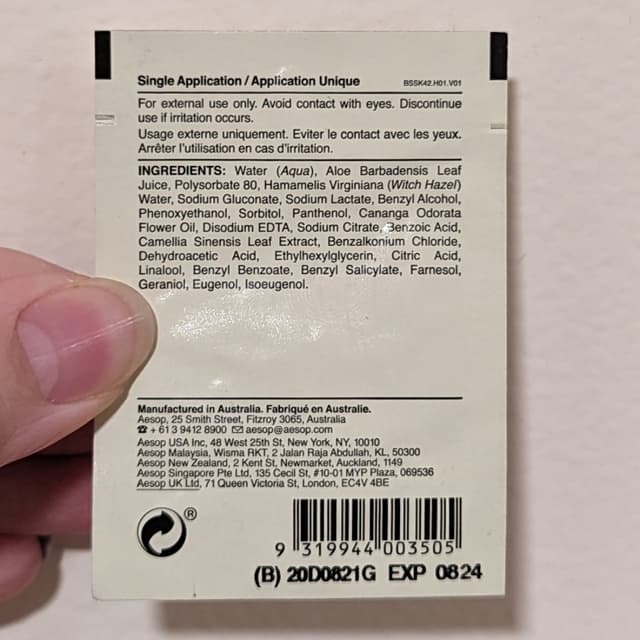 Single Application / Application Unique BSSK42.H01.V01
For external use only. Avoid contact with eyes. Discontinue
use if irritation occurs.
Usage externe uniquement. Eviter le contact avec les yeux.
Arrêter l'utilisation en cas d'irritation.
INGREDIENTS: Water (Aqua), Aloe Barbadensis Leaf
Juice, Polysorbate 80, Hamamelis Virginiana (Witch Hazel)
Water, Sodium Gluconate, Sodium Lactate, Benzyl Alcohol,
Phenoxyethanol, Sorbitol, Panthenol, Cananga Odorata
Flower Oil, Disodium EDTA, Sodium Citrate, Benzoic Acid,
Camellia Sinensis Leaf Extract, Benzalkonium Chloride,
Dehydroacetic Acid, Ethylhexylglycerin, Citric Acid,
Linalool, Benzyl Benzoate, Benzyl Salicylate, Farnesol,
Geraniol, Eugenol, Isoeugenol.
Manufactured in Australia. Fabriqué en Australie.
Aesop, 25 Smith Street, Fitzroy 3065, Australia
☎ + 61 3 9412 8900 ✉ aesop@aesop.com
Aesop USA Inc, 48 West 25th St, New York, NY, 10010
Aesop Malaysia, Wisma RKT, 2 Jalan Raja Abdullah, KL, 50300
Aesop New Zealand, 2 Kent St, Newmarket, Auckland, 1149
Aesop Singapore Pte Ltd, 135 Cecil St, #10-01 MYP Plaza, 069536
Aesop UK Ltd, 71 Queen Victoria St, London, EC4V 4BE
®
9 319944 003505
(B) 20D0821G EXP 0824